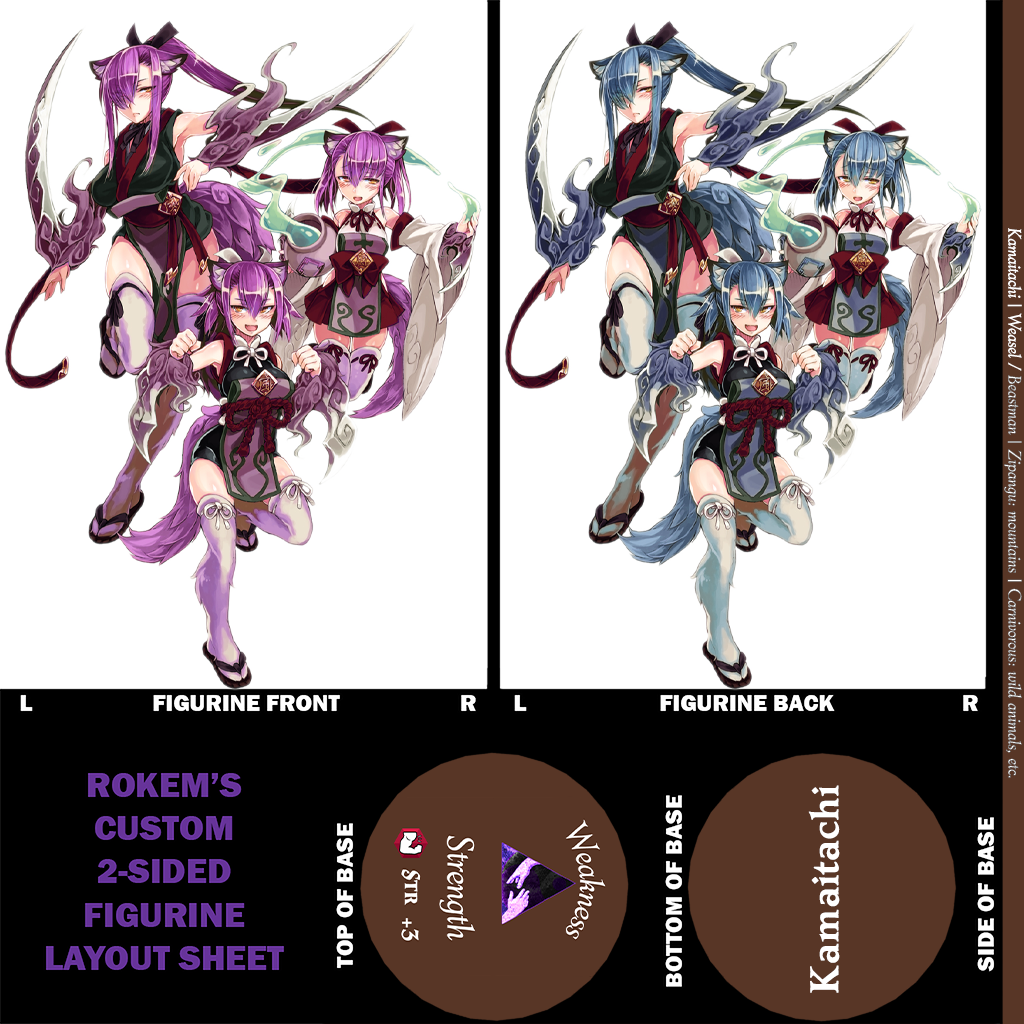 L FIGURINE FRONT R
L FIGURINE BACK R
Kamaitachi | Weasel / Beastman | Zipangu: mountains | Carnivorous: wild animals, etc.
ROKEM'S
CUSTOM
2-SIDED
FIGURINE
LAYOUT SHEET
TOP OF BASE
Weakness
Strength
STR +3
BOTTOM OF BASE
Kamaitachi
SIDE OF BASE